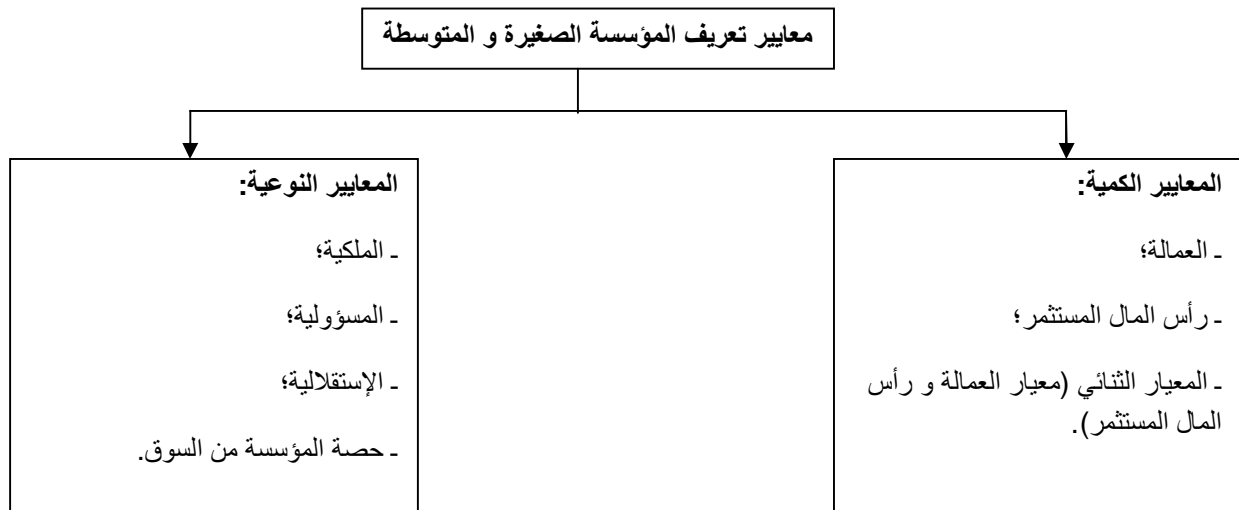 معايير تعريف المؤسسة الصغيرة و المتوسطة
المعايير الكمية:
ـ العمالة؛
ـ رأس المال المستثمر؛
ـ المعيار الثنائي (معيار العمالة و رأس
المال المستثمر).
المعايير النوعية:
ـ الملكية؛
ـ المسؤولية؛
ـ الإستقلالية؛
ـ حصة المؤسسة من السوق.